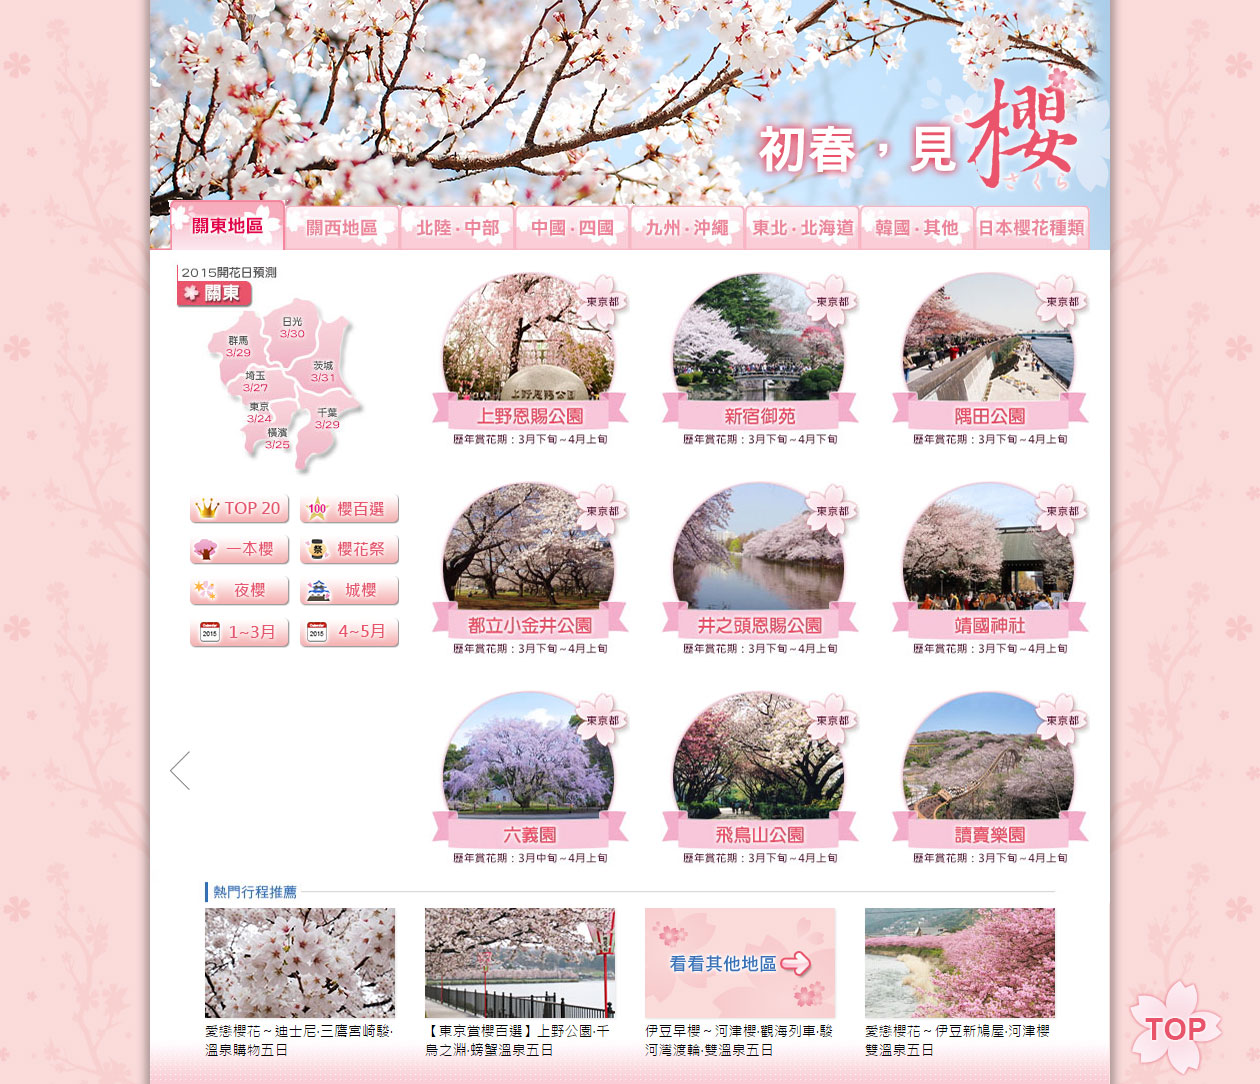 初春，見櫻
さくら
關東地區
關西地區
北陸 · 中部
中國 · 四國
九州 · 沖繩
東北 · 北海道
韓國 · 其他
日本櫻花種類
2015開花日預測
關東
日光
3/30
群馬
3/29
茨城
3/31
埼玉
3/27
東京
3/24
千葉
3/29
橫濱
3/25
TOP 20
100 櫻百選
一本櫻
祭 櫻花祭
夜櫻
城櫻
2015 1~3月
2015 4~5月
東京都
上野恩賜公園
上野恩賜公園
歷年賞花期：3月下旬~4月上旬
東京都
新宿御苑
歷年賞花期：3月下旬~4月下旬
東京都
隅田公園
歷年賞花期：3月下旬~4月上旬
東京都
都立小金井公園
歷年賞花期：3月下旬~4月上旬
東京都
井之頭恩賜公園
歷年賞花期：3月下旬~4月上旬
東京都
靖國神社
歷年賞花期：3月下旬~4月上旬
東京都
六義園
歷年賞花期：3月中旬~4月上旬
東京都
飛鳥山公園
歷年賞花期：3月下旬~4月上旬
東京都
讀賣樂園
歷年賞花期：3月下旬~4月上旬
熱門行程推薦
看看其他地區
愛戀櫻花～迪士尼·三鷹宮崎駿·
溫泉購物五日
【東京賞櫻百選】上野公園·千
鳥之淵·螃蟹溫泉五日
伊豆早櫻～河津櫻·觀海列車·駿
河灣渡輪·雙溫泉五日
愛戀櫻花～伊豆新鳩屋·河津櫻
雙溫泉五日
TOP